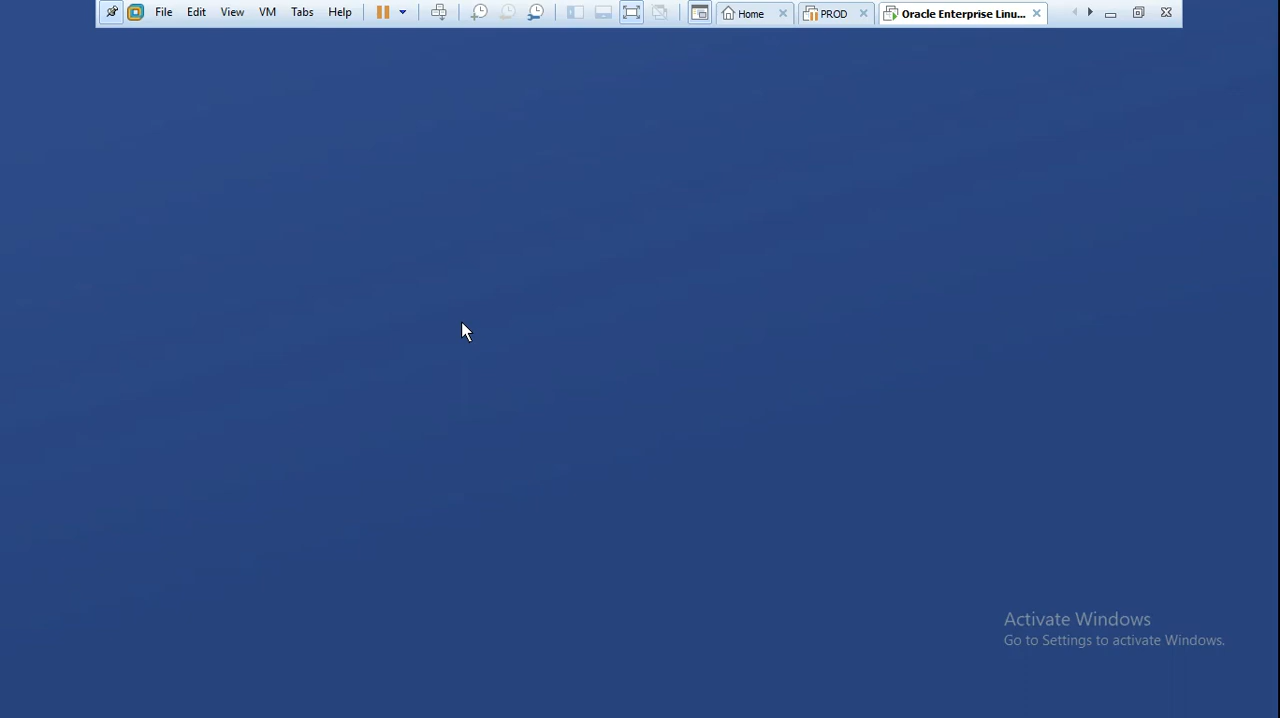 File Edit View VM Tabs Help Home PROD Oracle Enterprise Linu...
Activate Windows
Go to Settings to activate Windows.